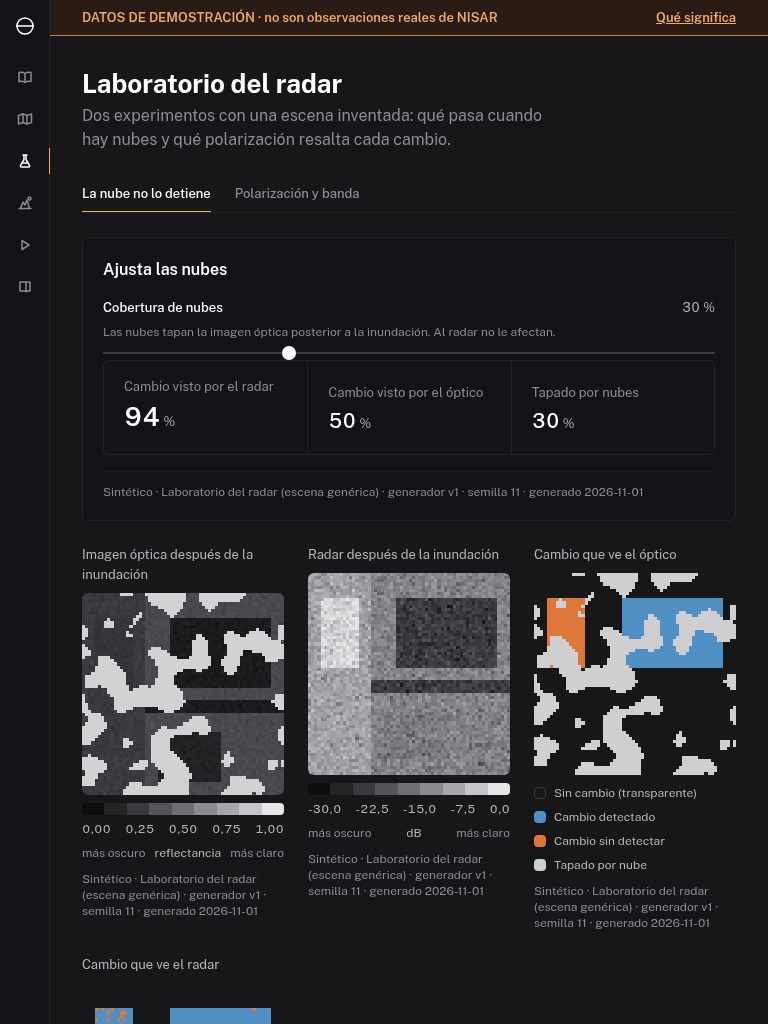 DATOS DE DEMOSTRACIÓN · no son observaciones reales de NISAR
Qué significa
Laboratorio del radar
Dos experimentos con una escena inventada: qué pasa cuando
hay nubes y qué polarización resalta cada cambio.
La nube no lo detiene
Polarización y banda
Ajusta las nubes
Cobertura de nubes
30 %
Las nubes tapan la imagen óptica posterior a la inundación. Al radar no le afectan.
Cambio visto por el radar
94 %
Cambio visto por el óptico
50 %
Tapado por nubes
30 %
Sintético · Laboratorio del radar (escena genérica) · generador v1 · semilla 11 · generado 2026-11-01
Imagen óptica después de la
inundación
0,00 0,25 0,50 0,75 1,00
más oscuro reflectancia más claro
Sintético · Laboratorio del radar
(escena genérica) · generador v1 ·
semilla 11 · generado 2026-11-01
Radar después de la inundación
-30,0 -22,5 -15,0 -7,5 0,0
más oscuro dB más claro
Sintético · Laboratorio del radar
(escena genérica) · generador v1 ·
semilla 11 · generado 2026-11-01
Cambio que ve el óptico
Sin cambio (transparente)
Cambio detectado
Cambio sin detectar
Tapado por nube
Sintético · Laboratorio del radar
(escena genérica) · generador v1 ·
semilla 11 · generado 2026-11-01
Cambio que ve el radar